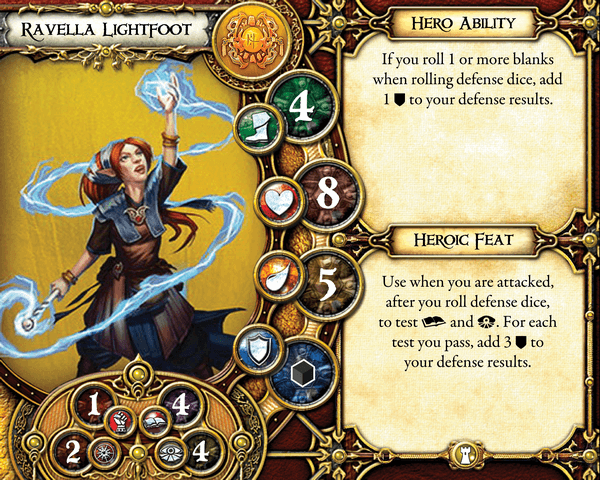 Ravella Lightfoot
4
8
5
1
4
2
4
Hero Ability
If you roll 1 or more blanks
when rolling defense dice, add
1 to your defense results.
Heroic Feat
Use when you are attacked,
after you roll defense dice,
to test and . For each
test you pass, add 3 to
your defense results.